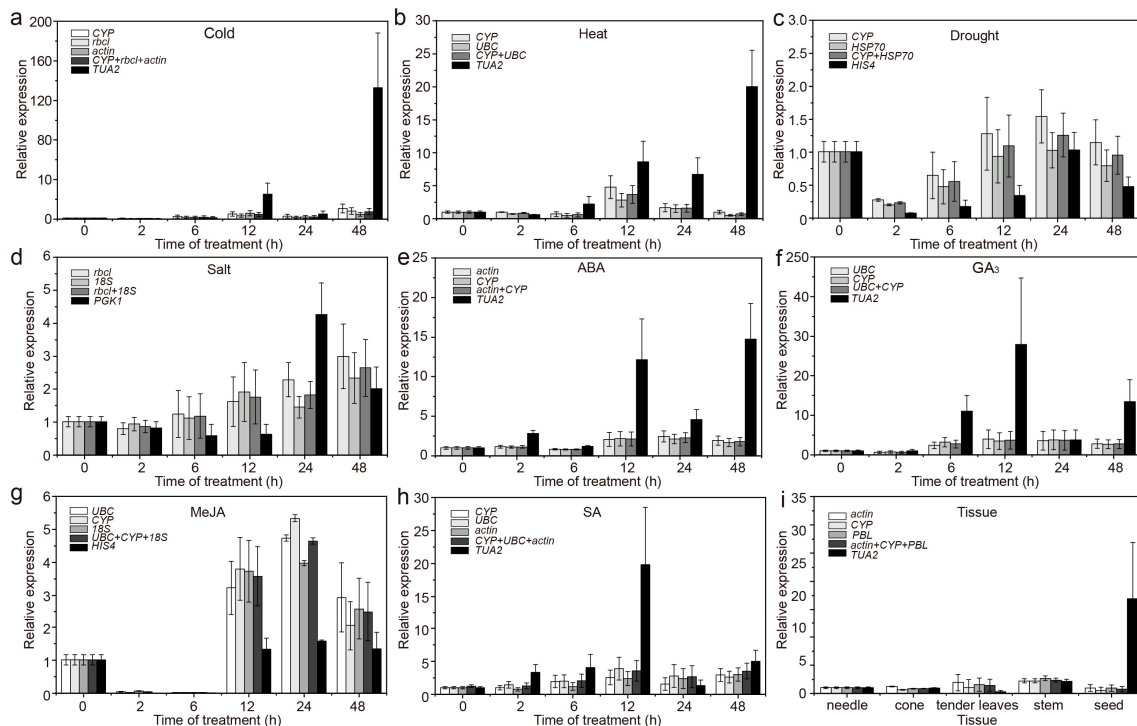 a
Cold
CYP
rbcl
actin
CYP+rbcl+actin
TUA2
Relative expression
200
160
120
80
40
0
0 2 6 12 24 48
Time of treatment (h)
b
Heat
CYP
UBC
CYP+UBC
TUA2
Relative expression
30
25
20
15
10
5
0
0 2 6 12 24 48
Time of treatment (h)
c
Drought
CYP
HSP70
CYP+HSP70
HIS4
Relative expression
3.0
2.0
1.5
1.0
0.5
0
0 2 6 12 24 48
Time of treatment (h)
d
Salt
rbcl
18S
rbcl+18S
PGK1
Relative expression
6
5
4
3
2
1
0
0 2 6 12 24 48
Time of treatment (h)
e
ABA
actin
CYP
actin+CYP
TUA2
Relative expression
25
20
15
10
5
0
0 2 6 12 24 48
Time of treatment (h)
f
GA3
UBC
CYP
UBC+CYP
TUA2
Relative expression
250
50
40
30
20
10
0
0 2 6 12 24 48
Time of treatment (h)
g
MeJA
UBC
CYP
18S
UBC+CYP+18S
HIS4
Relative expression
6
5
4
3
2
1
0
0 2 6 12 24 48
Time of treatment (h)
h
SA
CYP
UBC
actin
CYP+UBC+actin
TUA2
Relative expression
30
25
20
15
10
5
0
0 2 6 12 24 48
Time of treatment (h)
i
Tissue
actin
CYP
PBL
actin+CYP+PBL
TUA2
Relative expression
35
30
25
20
15
10
5
0
needle cone tender leaves stem seed
Tissue